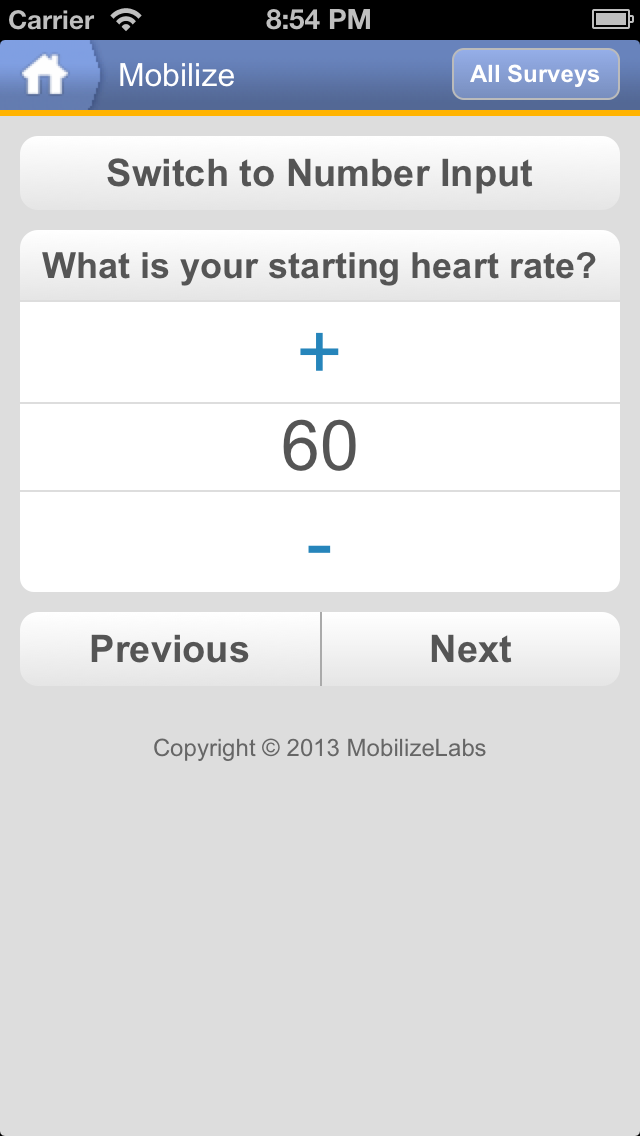 Carrier 8:54 PM
Mobilize All Surveys
Switch to Number Input
What is your starting heart rate?
+
60
-
Previous Next
Copyright © 2013 MobilizeLabs